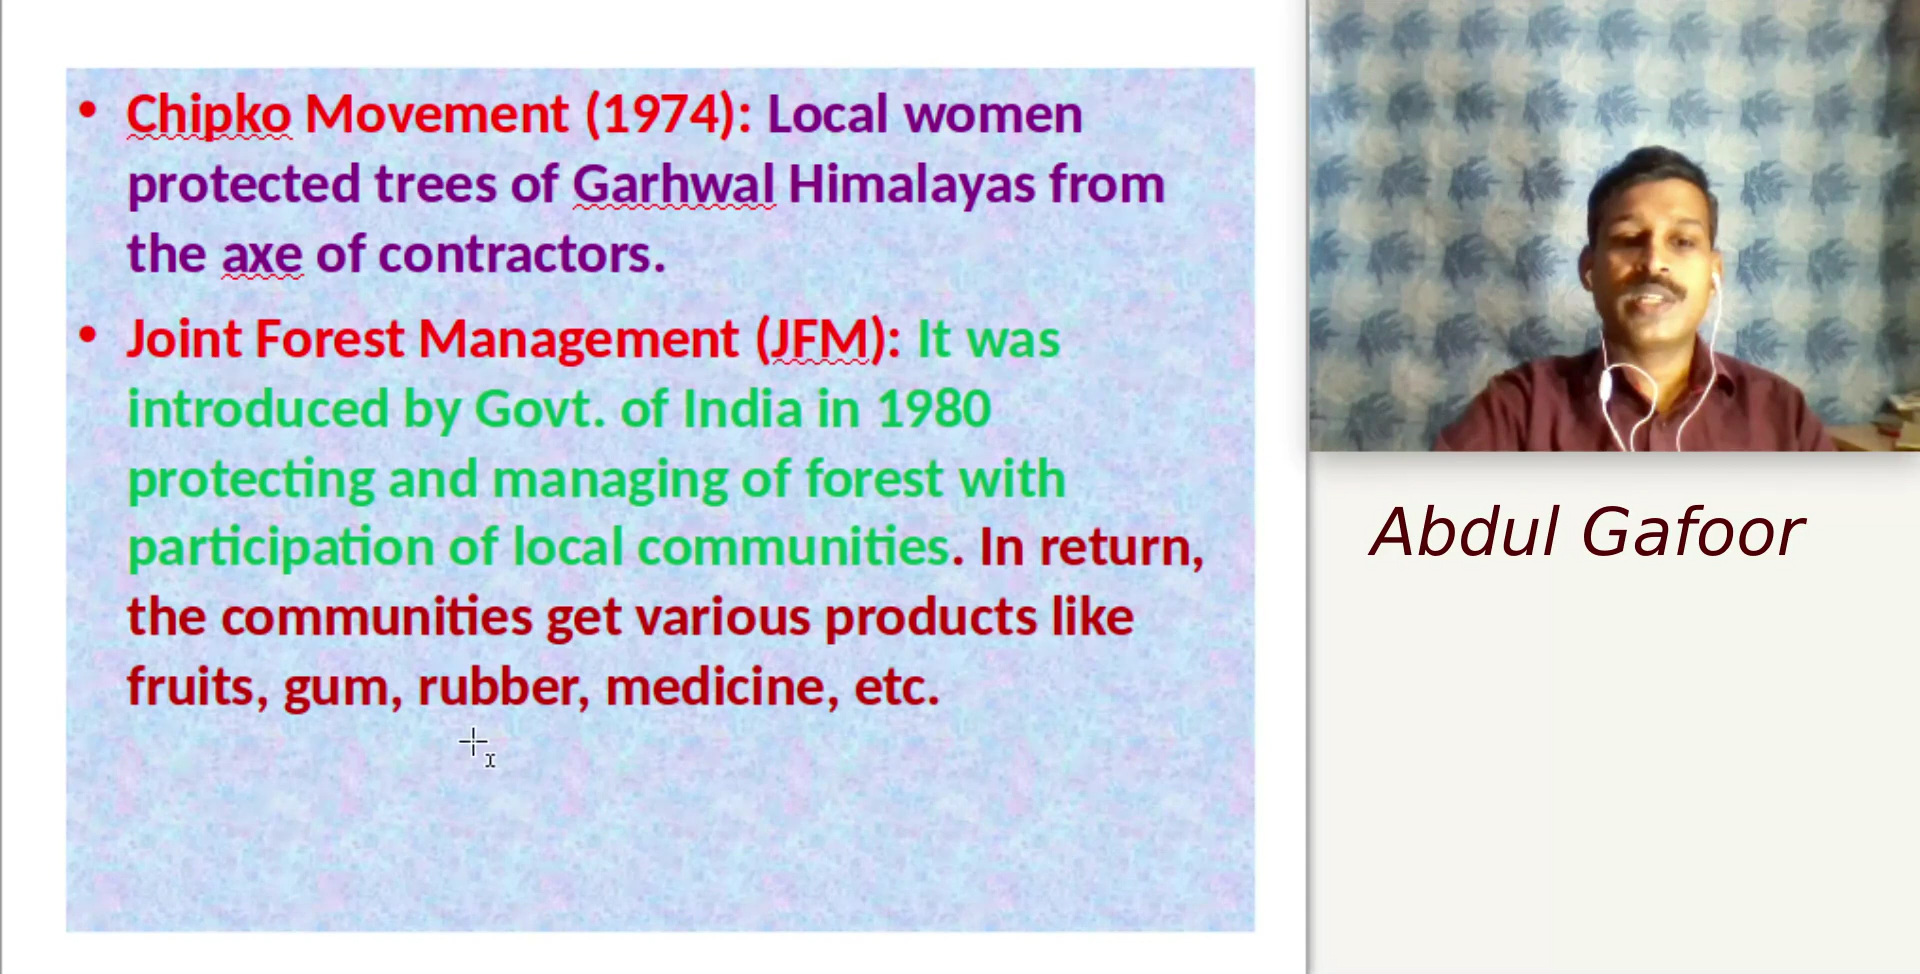 • Chipko Movement (1974): Local women
protected trees of Garhwal Himalayas from
the axe of contractors.
• Joint Forest Management (JFM): It was
introduced by Govt. of India in 1980
protecting and managing of forest with
participation of local communities. In return,
the communities get various products like
fruits, gum, rubber, medicine, etc.
Abdul Gafoor